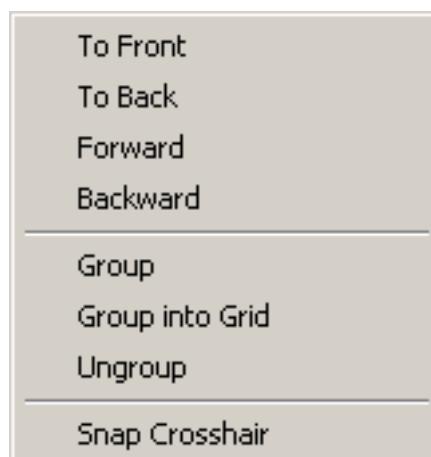 To Front
To Back
Forward
Backward
Group
Group into Grid
Ungroup
Snap Crosshair